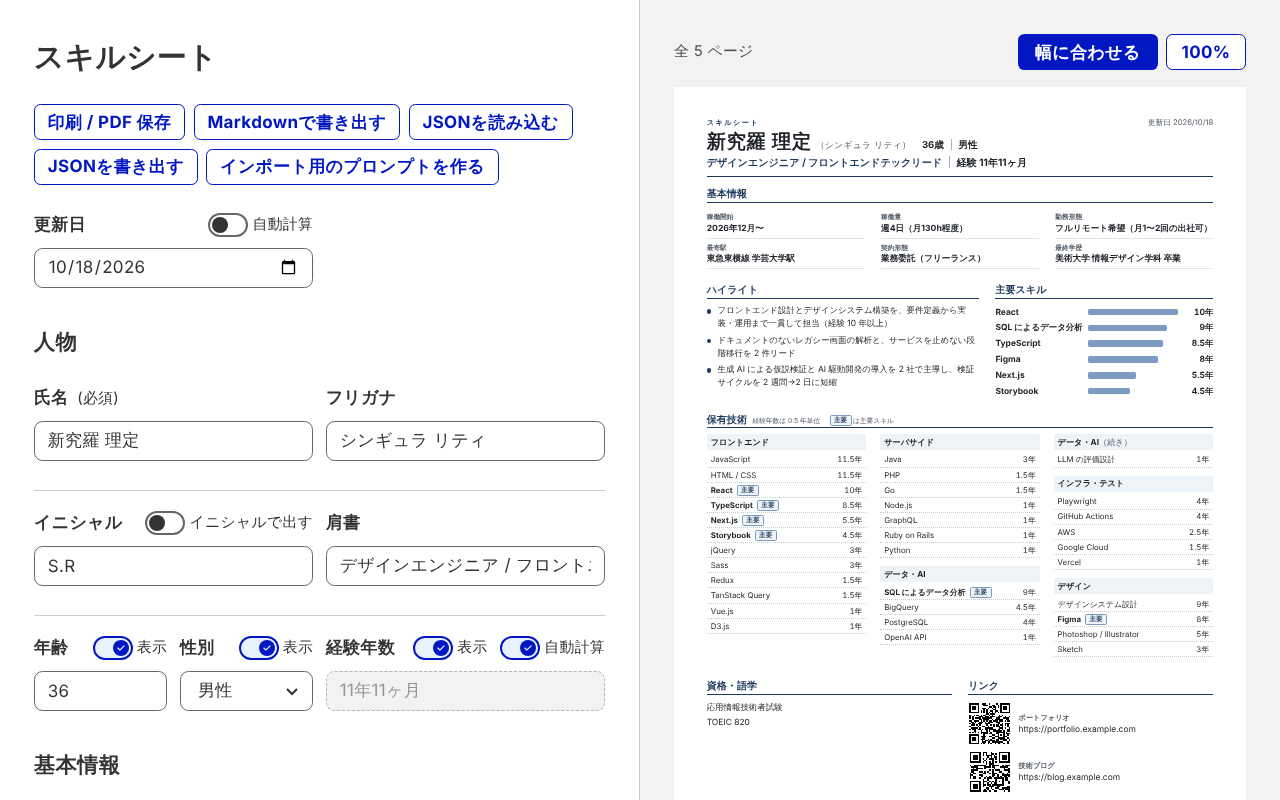 スキルシート
印刷 / PDF 保存
Markdownで書き出す
JSONを読み込む
JSONを書き出す
インポート用のプロンプトを作る
更新日
自動計算
10/18/2026
人物
氏名 (必須)
フリガナ
新究羅 理定
シンギュラ リティ
イニシャル
イニシャルで出す
肩書
S.R
デザインエンジニア / フロント
年齢
表示
性別
表示
経験年数
表示
自動計算
36
男性
11年11ヶ月
基本情報
全 5 ページ
幅に合わせる
100%
スキルシート
更新日 2026/10/18
新究羅 理定 （シンギュラ リティ） 36歳 男性
デザインエンジニア / フロントエンドテックリード 経験 11年11ヶ月
基本情報
稼働開始
2026年12月〜
稼働量
週4日（月130h程度）
勤務形態
フルリモート希望（月1〜2回の出社可）
最寄駅
東急東横線 学芸大学駅
契約形態
業務委託（フリーランス）
最終学歴
美術大学 情報デザイン学科 卒業
ハイライト
フロントエンド設計とデザインシステム構築を、要件定義から実
装・運用まで一貫して担当（経験 10 年以上）
ドキュメントのないレガシー画面の解析と、サービスを止めない段
階移行を 2 件リード
生成 AI による仮説検証と AI 駆動開発の導入を 2 社で主導し、検証
サイクルを 2 週間→2 日に短縮
主要スキル
React 10年
SQL によるデータ分析 9年
TypeScript 8.5年
Figma 8年
Next.js 5.5年
Storybook 4.5年
保有技術 経験年数は 0.5 年単位 主要 は主要スキル
フロントエンド
JavaScript 11.5年
HTML / CSS 11.5年
React 主要 10年
TypeScript 主要 8.5年
Next.js 主要 5.5年
Storybook 主要 4.5年
jQuery 3年
Sass 3年
Redux 1.5年
TanStack Query 1.5年
Vue.js 1年
D3.js 1年
サーバサイド
Java 3年
PHP 1.5年
Go 1.5年
Node.js 1年
GraphQL 1年
Ruby on Rails 1年
Python 1年
データ・AI
SQL によるデータ分析 主要 9年
BigQuery 4.5年
PostgreSQL 4年
OpenAI API 1年
データ・AI（続き）
LLM の評価設計 1年
インフラ・テスト
Playwright 4年
GitHub Actions 4年
AWS 2.5年
Google Cloud 1.5年
Vercel 1年
デザイン
デザインシステム設計 9年
Figma 主要 8年
Photoshop / Illustrator 5年
Sketch 3年
資格・語学
応用情報技術者試験
TOEIC 820
リンク
ポートフォリオ
https://portfolio.example.com
技術ブログ
https://blog.example.com